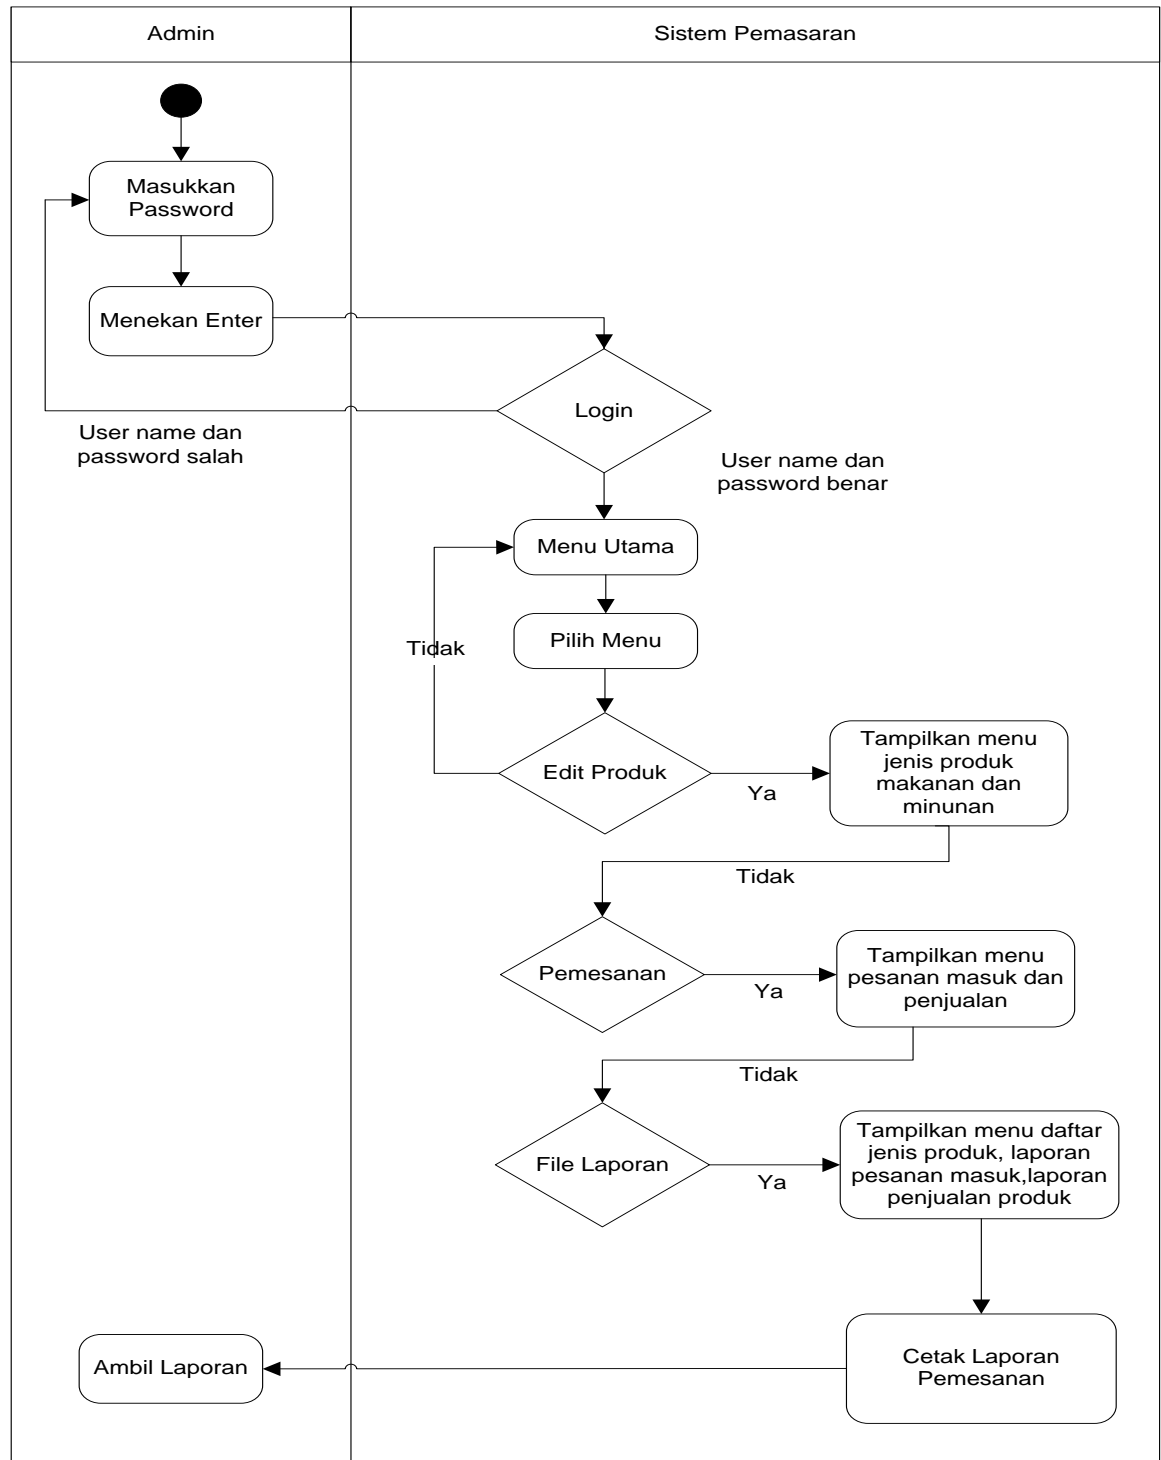 Admin
Sistem Pemasaran
Masukkan
Password
Menekan Enter
Login
User name dan
password salah
User name dan
password benar
Menu Utama
Pilih Menu
Tidak
Edit Produk
Ya
Tampilkan menu
jenis produk
makanan dan
minunan
Tidak
Pemesanan
Ya
Tampilkan menu
pesanan masuk dan
penjualan
Tidak
File Laporan
Ya
Tampilkan menu daftar
jenis produk, laporan
pesanan masuk,laporan
penjualan produk
Ambil Laporan
Cetak Laporan
Pemesanan